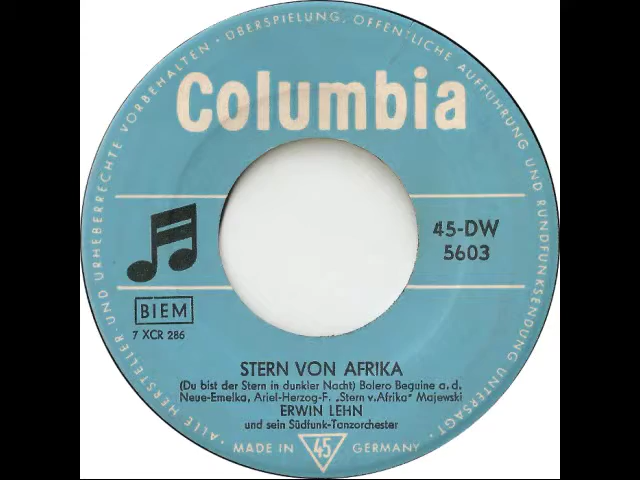 ALLE HERSTELLER- UND URHEBERRECHTE VORBEHALTEN · ÜBERSPIELUNG, ÖFFENTLICHE AUFFÜHRUNG UND RUNDFUNKSENDUNG UNTERSAGT ·
Columbia
45-DW
5603
BIEM
7 XCR 286
STERN VON AFRIKA
(Du bist der Stern in dunkler Nacht) Bolero Beguine a. d.
Neue-Emelka, Ariel-Herzog-F. „Stern v. Afrika" Majewski
ERWIN LEHN
und sein Südfunk-Tanzorchester
MADE IN 45 GERMANY